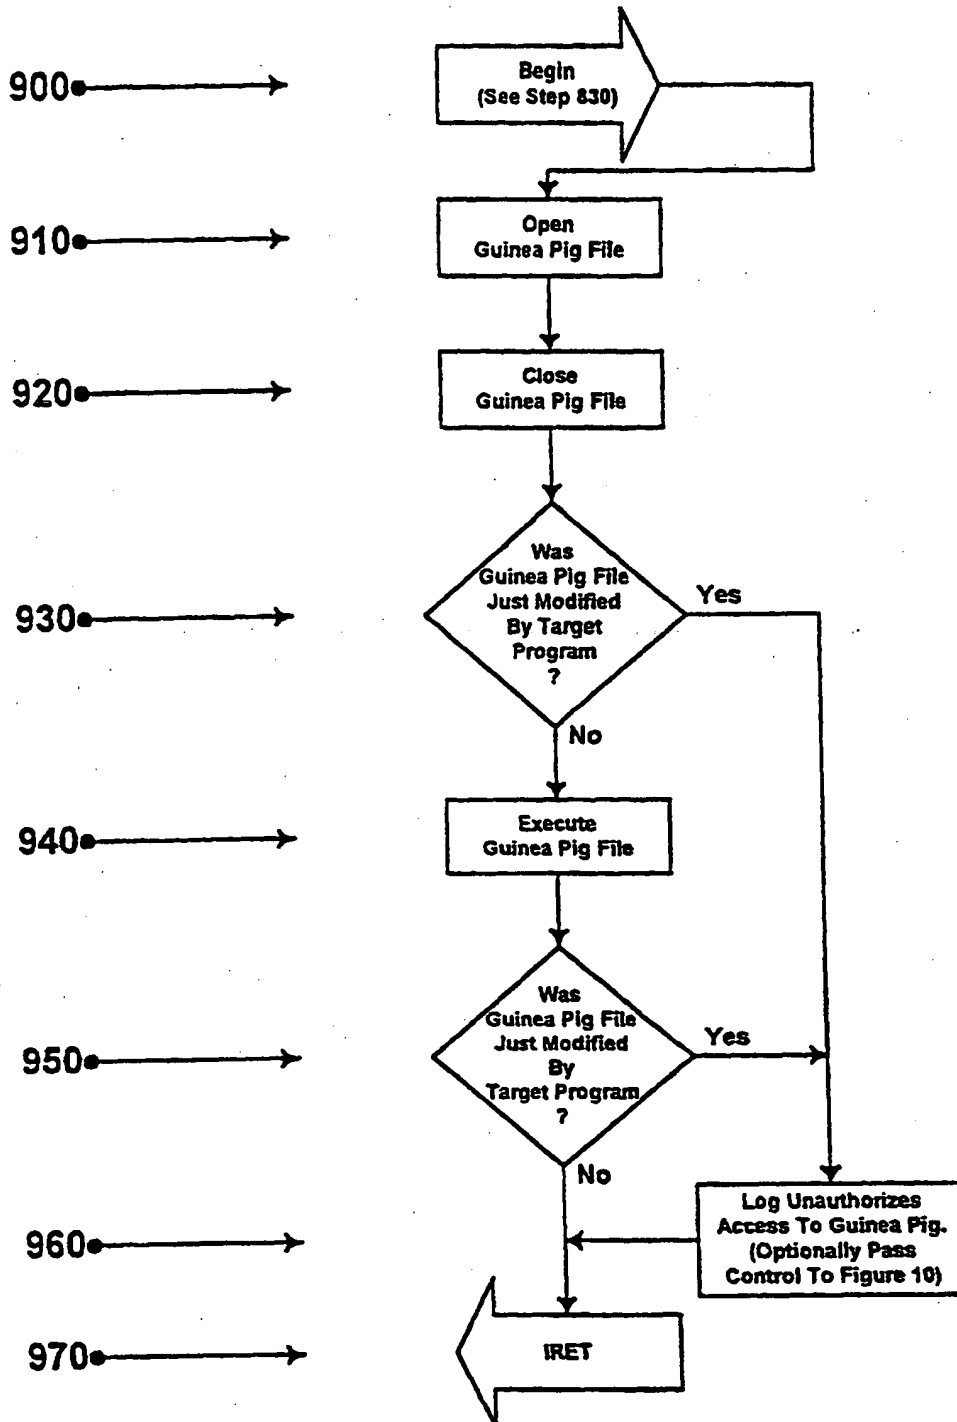 900
Begin
(See Step 830)
910
Open
Guinea Pig File
920
Close
Guinea Pig File
930
Was
Guinea Pig File
Just Modified
By Target
Program
?
Yes
No
940
Execute
Guinea Pig File
950
Was
Guinea Pig File
Just Modified
By
Target Program
?
Yes
No
960
Log Unauthorizes
Access To Guinea Pig.
(Optionally Pass
Control To Figure 10)
970
IRET